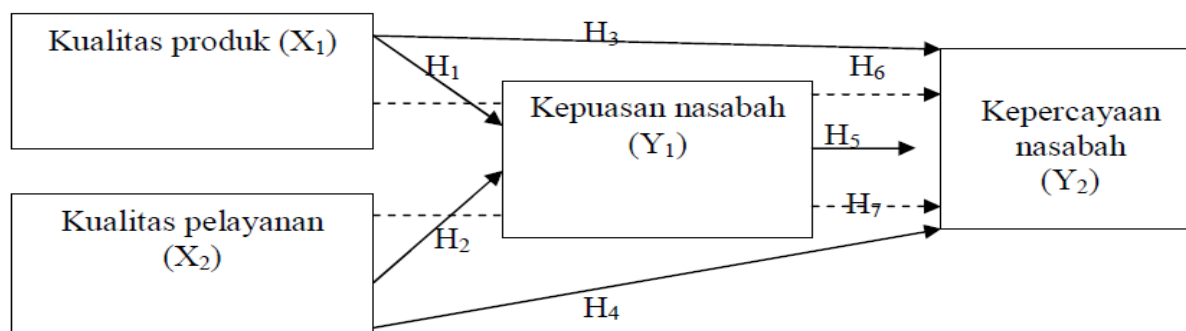 Kualitas produk (X₁)
H₃
H₁
H₆
Kepuasan nasabah
(Y₁)
H₅
Kepercayaan
nasabah
(Y₂)
Kualitas pelayanan
(X₂)
H₂
H₇
H₄